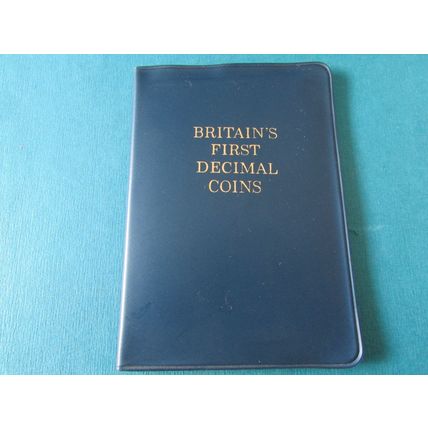 BRITAIN'S
FIRST
DECIMAL
COINS